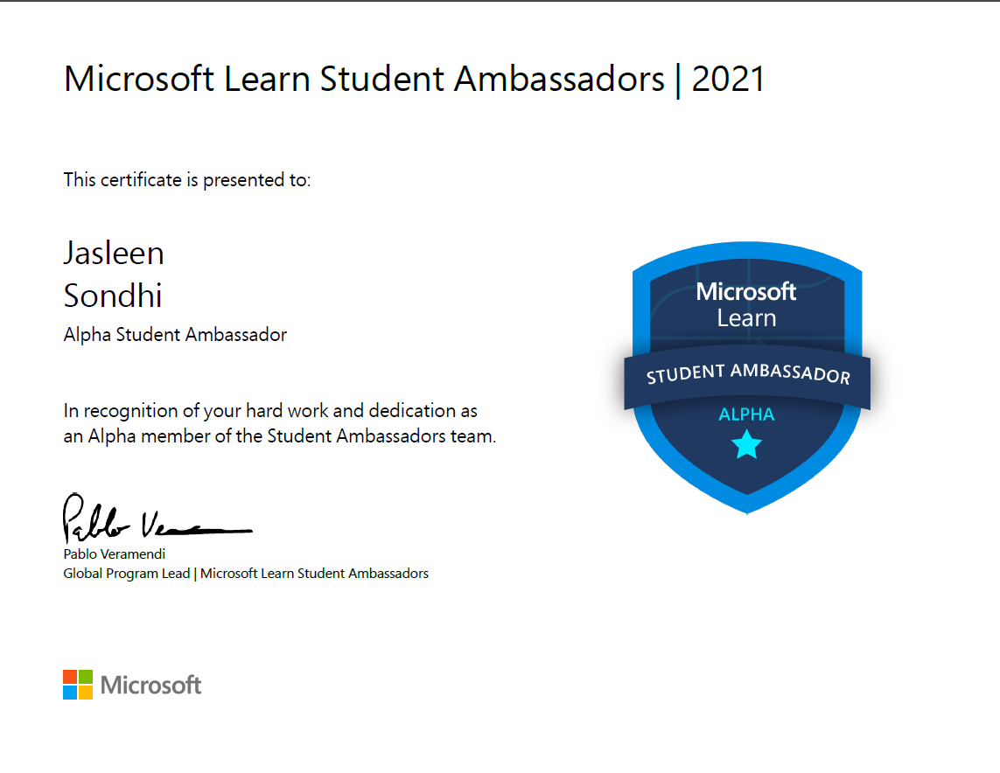 Microsoft Learn Student Ambassadors | 2021
This certificate is presented to:
Jasleen
Sondhi
Alpha Student Ambassador
In recognition of your hard work and dedication as
an Alpha member of the Student Ambassadors team.
Pablo Veramendi
Global Program Lead | Microsoft Learn Student Ambassadors
Microsoft
Microsoft
Learn
STUDENT AMBASSADOR
ALPHA